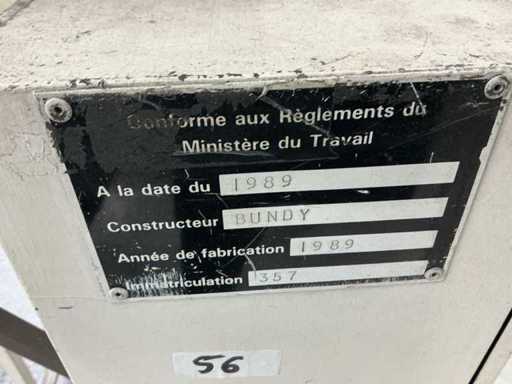 Conforme aux Règlements du
Ministère du Travail
A la date du 1989
Constructeur BUNDY
Année de fabrication 1989
Immatriculation 357
56